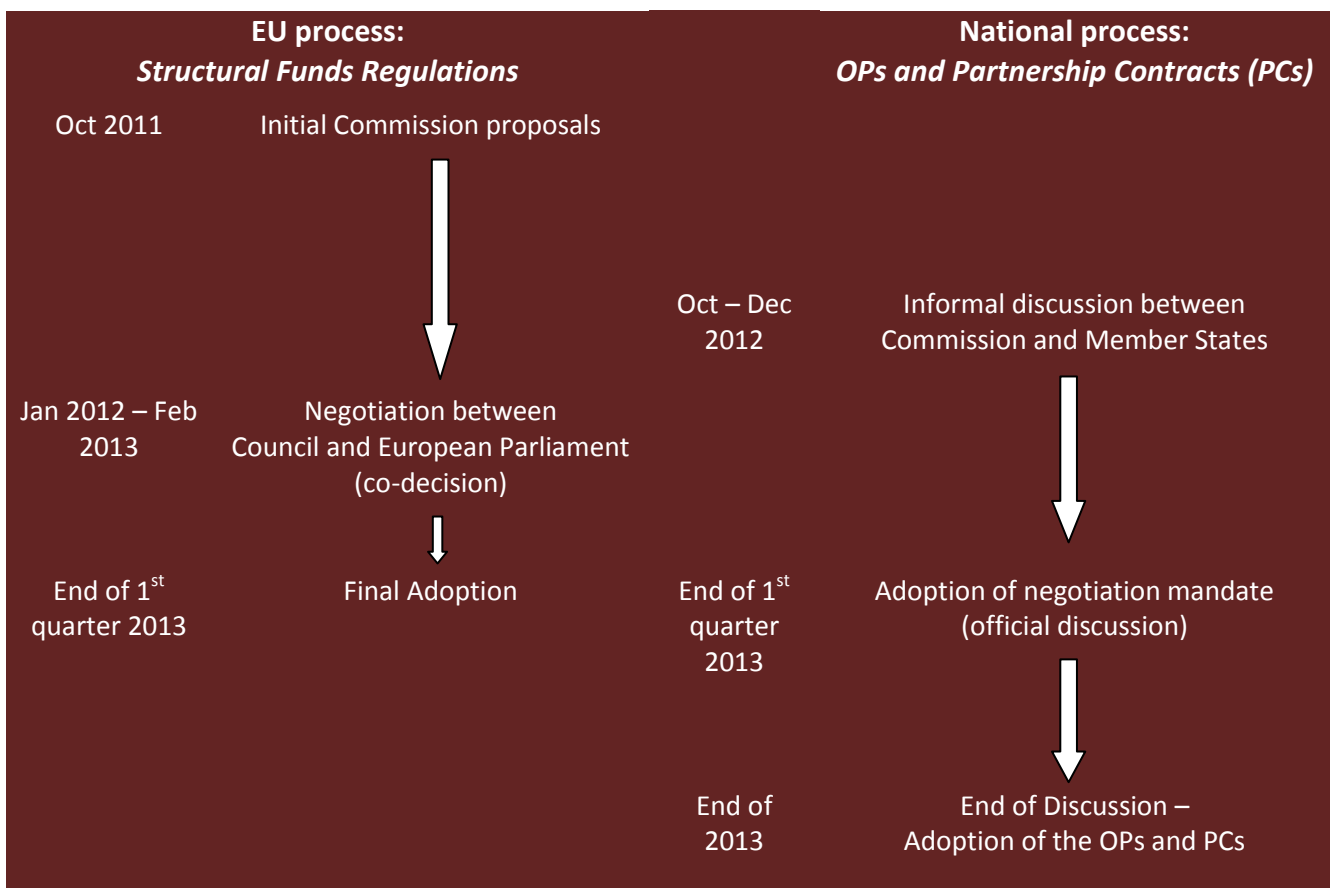 EU process:
Structural Funds Regulations
Oct 2011
Initial Commission proposals
Jan 2012 – Feb
2013
Negotiation between
Council and European Parliament
(co-decision)
End of 1st
quarter 2013
Final Adoption
National process:
OPs and Partnership Contracts (PCs)
Oct – Dec
2012
Informal discussion between
Commission and Member States
End of 1st
quarter
2013
Adoption of negotiation mandate
(official discussion)
End of
2013
End of Discussion –
Adoption of the OPs and PCs